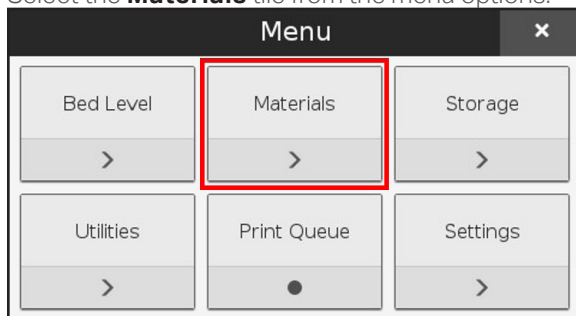 Select the Materials tile from the menu options.
Menu ×
Bed Level Materials Storage
> > >
Utilities Print Queue Settings
> ● >